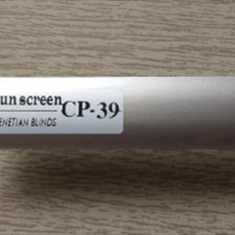 un screen
ENETIAN BLINDS
CP-39